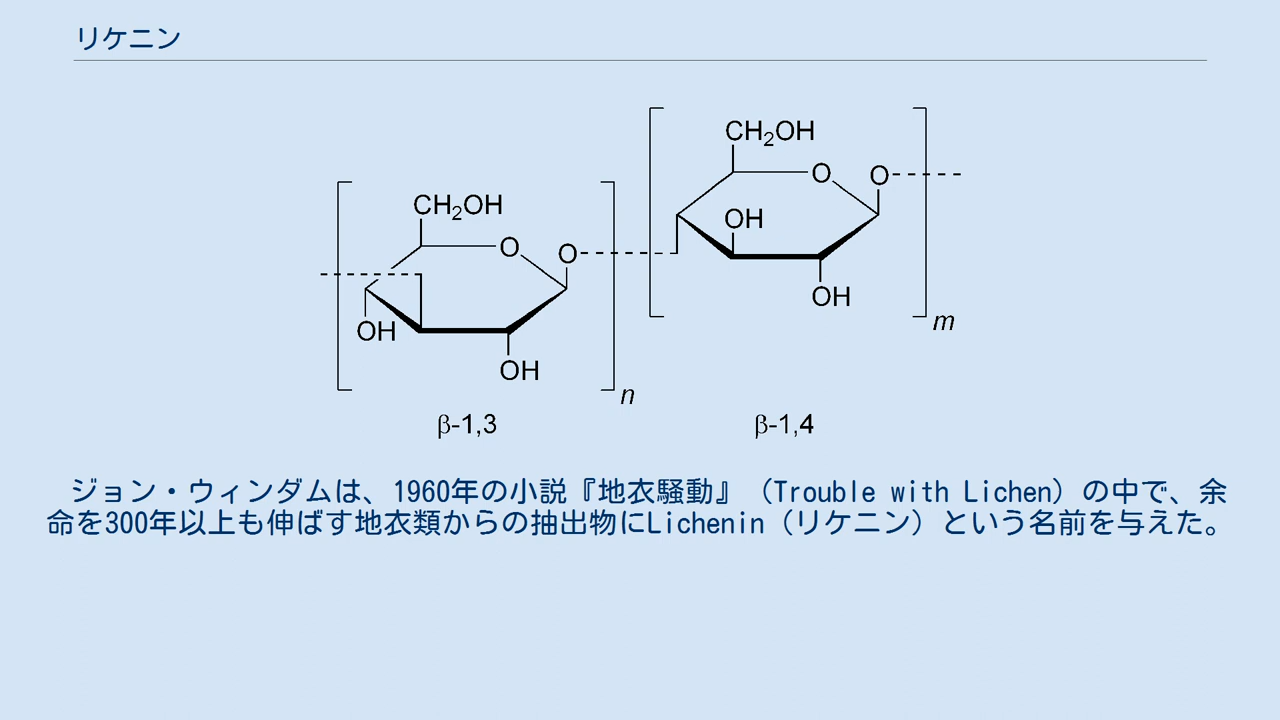 リケニン
CH₂OH
O
O
OH
OH
m
CH₂OH
O
O
OH
OH
n
β-1,3
β-1,4
ジョン・ウィンダムは、1960年の小説『地衣騒動』（Trouble with Lichen）の中で、余
命を300年以上も伸ばす地衣類からの抽出物にLichenin（リケニン）という名前を与えた。